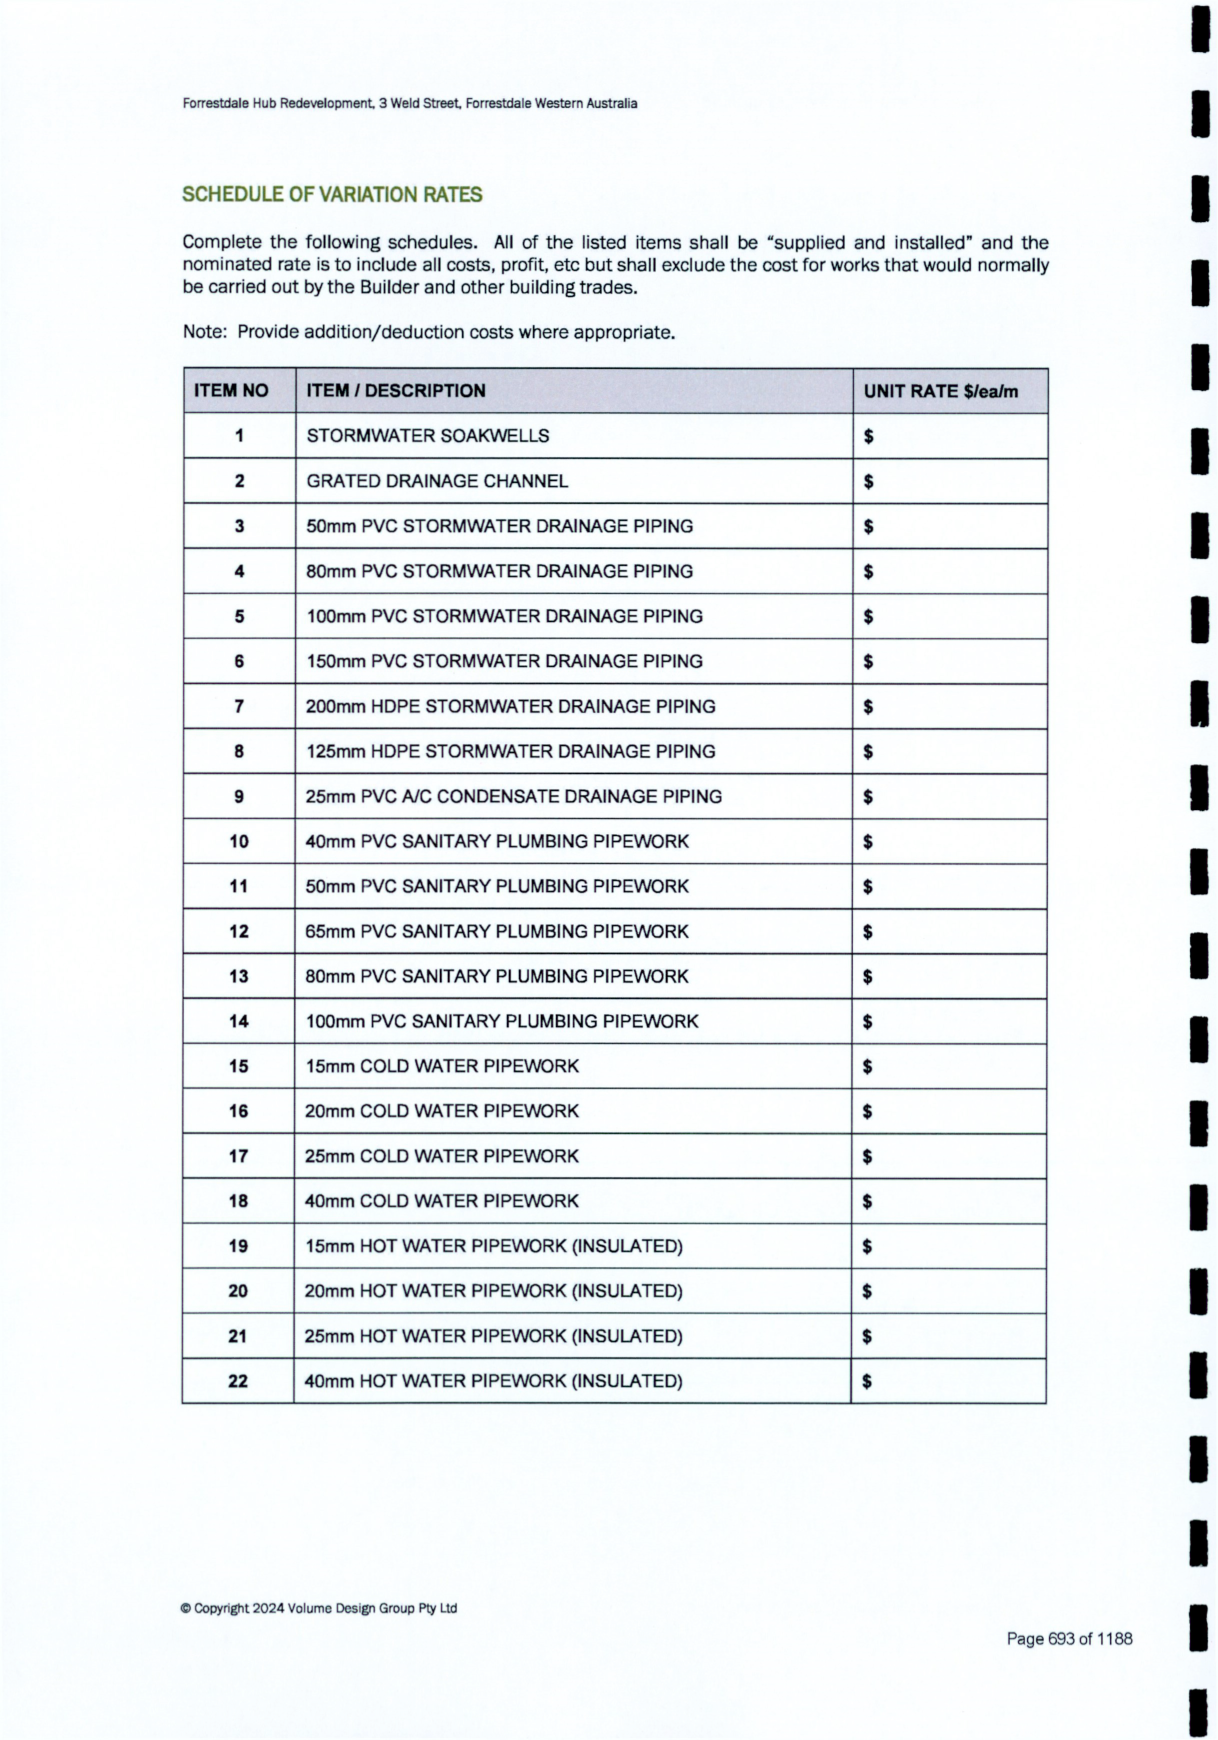 Forrestdale Hub Redevelopment, 3 Weld Street, Forrestdale Western Australia
SCHEDULE OF VARIATION RATES
Complete the following schedules. All of the listed items shall be “supplied and installed” and the
nominated rate is to include all costs, profit, etc but shall exclude the cost for works that would normally
be carried out by the Builder and other building trades.
Note: Provide addition/deduction costs where appropriate.
ITEM NO ITEM / DESCRIPTION UNIT RATE $/ea/m
1 STORMWATER SOAKWELLS $
2 GRATED DRAINAGE CHANNEL $
3 50mm PVC STORMWATER DRAINAGE PIPING $
4 80mm PVC STORMWATER DRAINAGE PIPING $
5 100mm PVC STORMWATER DRAINAGE PIPING $
6 150mm PVC STORMWATER DRAINAGE PIPING $
7 200mm HDPE STORMWATER DRAINAGE PIPING $
8 125mm HDPE STORMWATER DRAINAGE PIPING $
9 25mm PVC A/C CONDENSATE DRAINAGE PIPING $
10 40mm PVC SANITARY PLUMBING PIPEWORK $
11 50mm PVC SANITARY PLUMBING PIPEWORK $
12 65mm PVC SANITARY PLUMBING PIPEWORK $
13 80mm PVC SANITARY PLUMBING PIPEWORK $
14 100mm PVC SANITARY PLUMBING PIPEWORK $
15 15mm COLD WATER PIPEWORK $
16 20mm COLD WATER PIPEWORK $
17 25mm COLD WATER PIPEWORK $
18 40mm COLD WATER PIPEWORK $
19 15mm HOT WATER PIPEWORK (INSULATED) $
20 20mm HOT WATER PIPEWORK (INSULATED) $
21 25mm HOT WATER PIPEWORK (INSULATED) $
22 40mm HOT WATER PIPEWORK (INSULATED) $
© Copyright 2024 Volume Design Group Pty Ltd
Page 693 of 1188